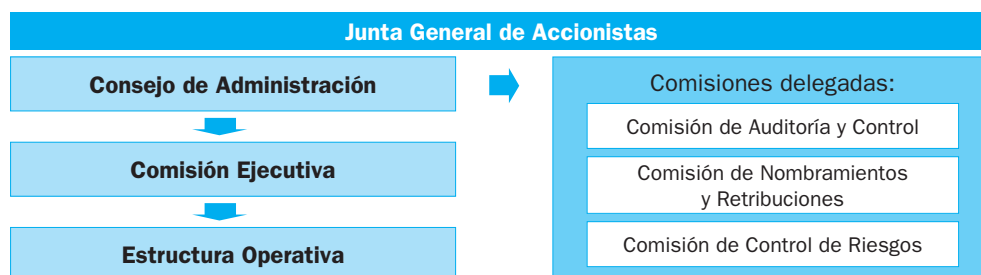 Junta General de Accionistas
Consejo de Administración
Comisión Ejecutiva
Estructura Operativa
Comisiones delegadas:
Comisión de Auditoría y Control
Comisión de Nombramientos
y Retribuciones
Comisión de Control de Riesgos